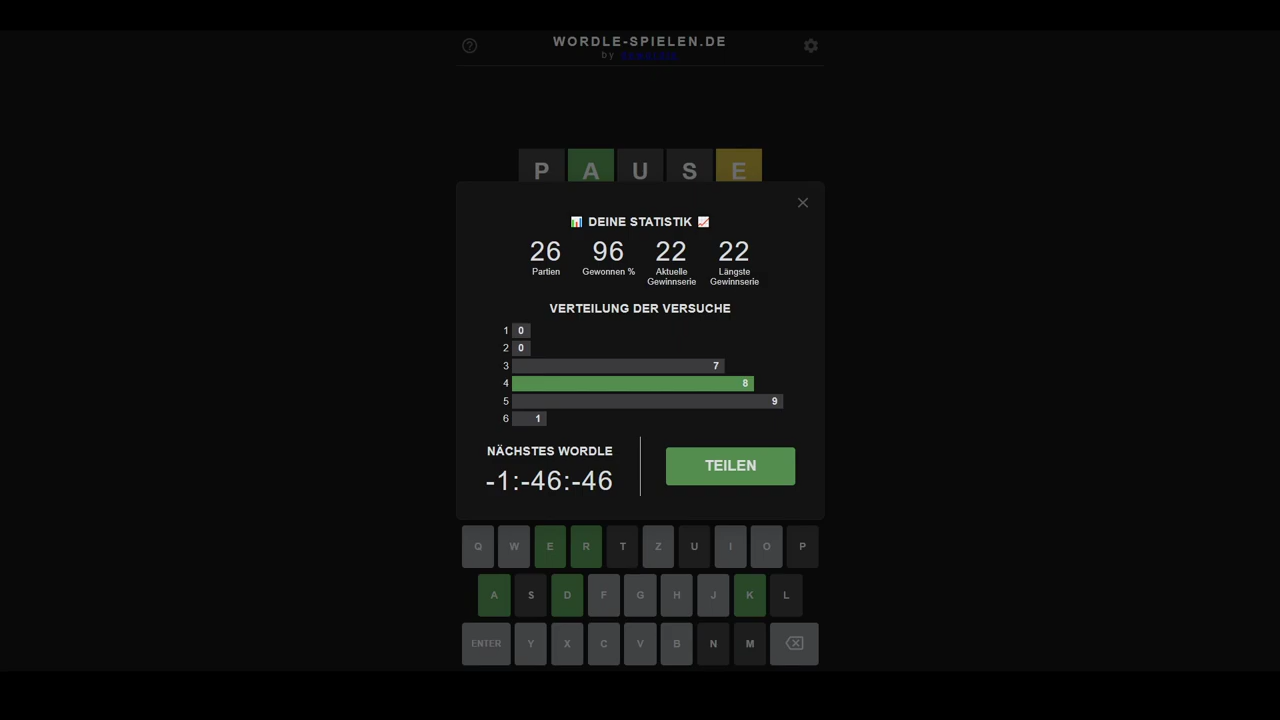 WORDLE-SPIELEN.DE
by
PAUSE
DEINE STATISTIK
26 96 22 22
Partien Gewonnen % Aktuelle Gewinnserie Längste Gewinnserie
VERTEILUNG DER VERSUCHE
1 0
2 0
3 7
4 8
5 9
6 1
NÄCHSTES WORDLE
-1:-46:-46
TEILEN
Q W E R T Z U I O P
A S D F G H J K L
ENTER Y X C V B N M